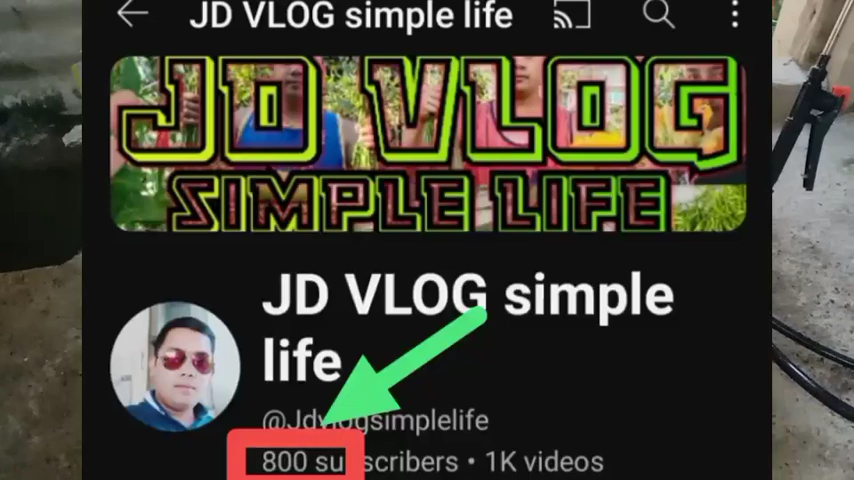 JD VLOG simple life
JD VLOG
SIMPLE LIFE
JD VLOG simple
life
@Jdvlogsimplelife
800 subscribers • 1K videos